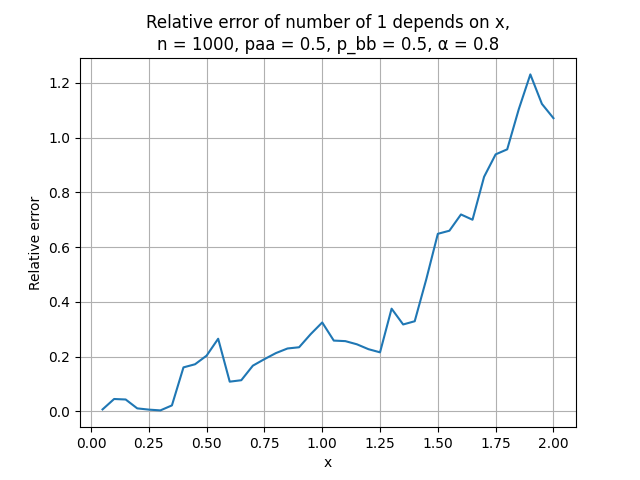 Relative error of number of 1 depends on x,
n = 1000, paa = 0.5, p_bb = 0.5, α = 0.8
1.2
1.0
0.8
0.6
0.4
0.2
0.0
Relative error
0.00 0.25 0.50 0.75 1.00 1.25 1.50 1.75 2.00
x